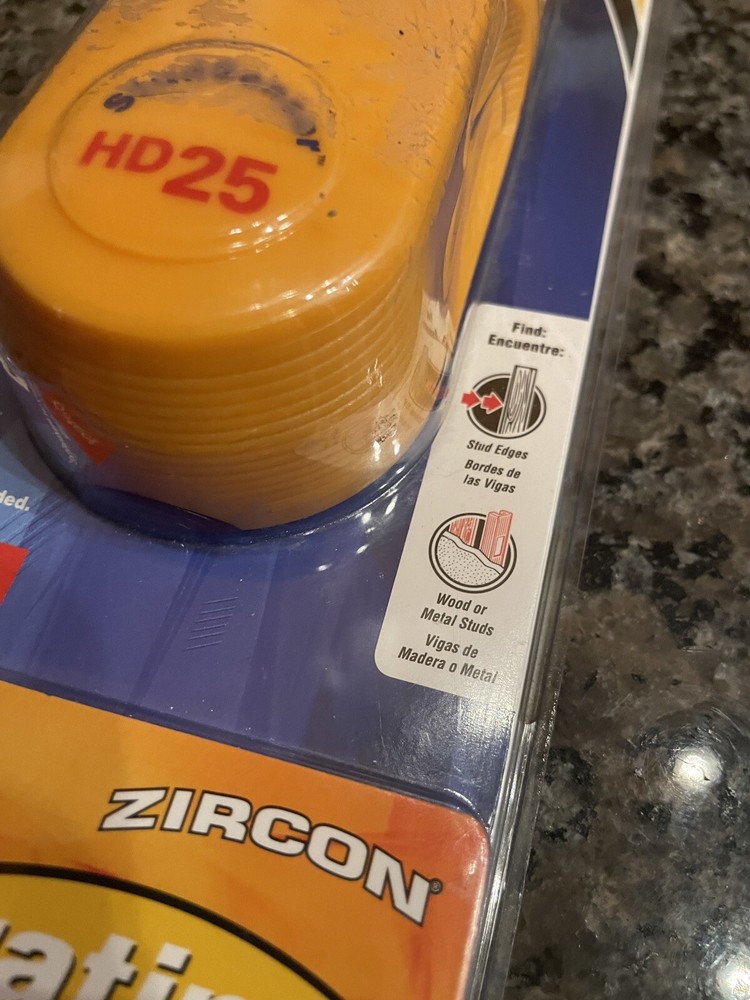 HD25
Find:
Encuentre:
Stud Edges
Bordes de
las Vigas
Wood or
Metal Studs
Vigas de
Madera o Metal
ZIRCON®